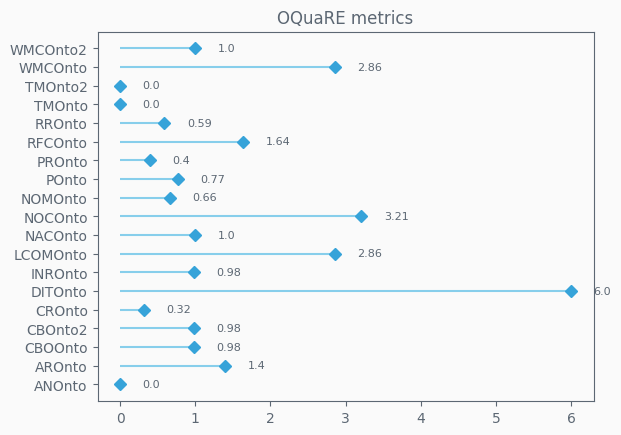 OQuaRE metrics
WMCOnto2 1.0
WMCOnto 2.86
TMOnto2 0.0
TMOnto 0.0
RROnto 0.59
RFCOnto 1.64
PROnto 0.4
POnto 0.77
NOMOnto 0.66
NOCOnto 3.21
NACOnto 1.0
LCOMOnto 2.86
INROnto 0.98
DITOnto 6.0
CROnto 0.32
CBOnto2 0.98
CBOOnto 0.98
AROnto 1.4
ANOnto 0.0
0 1 2 3 4 5 6